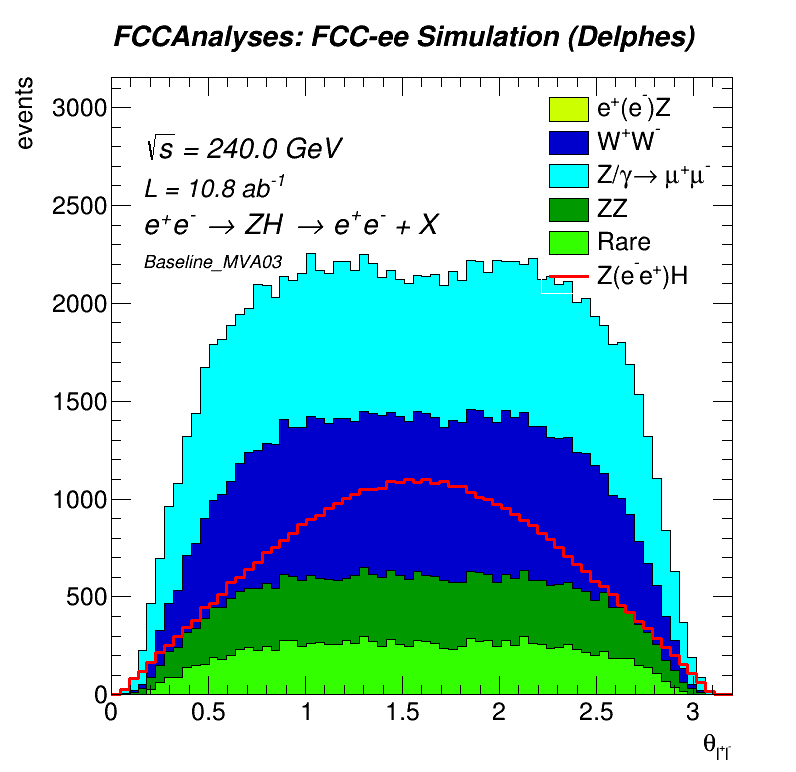 FCCAnalyses: FCC-ee Simulation (Delphes)
events
3000
2500
2000
1500
1000
500
0
√s = 240.0 GeV
L = 10.8 ab⁻¹
e⁺e⁻ → ZH → e⁺e⁻ + X
Baseline_MVA03
e⁺(e⁻)Z
W⁺W⁻
Z/γ→ μ⁺μ⁻
ZZ
Rare
Z(e⁻e⁺)H
0 0.5 1 1.5 2 2.5 3
θ_l⁺l⁻